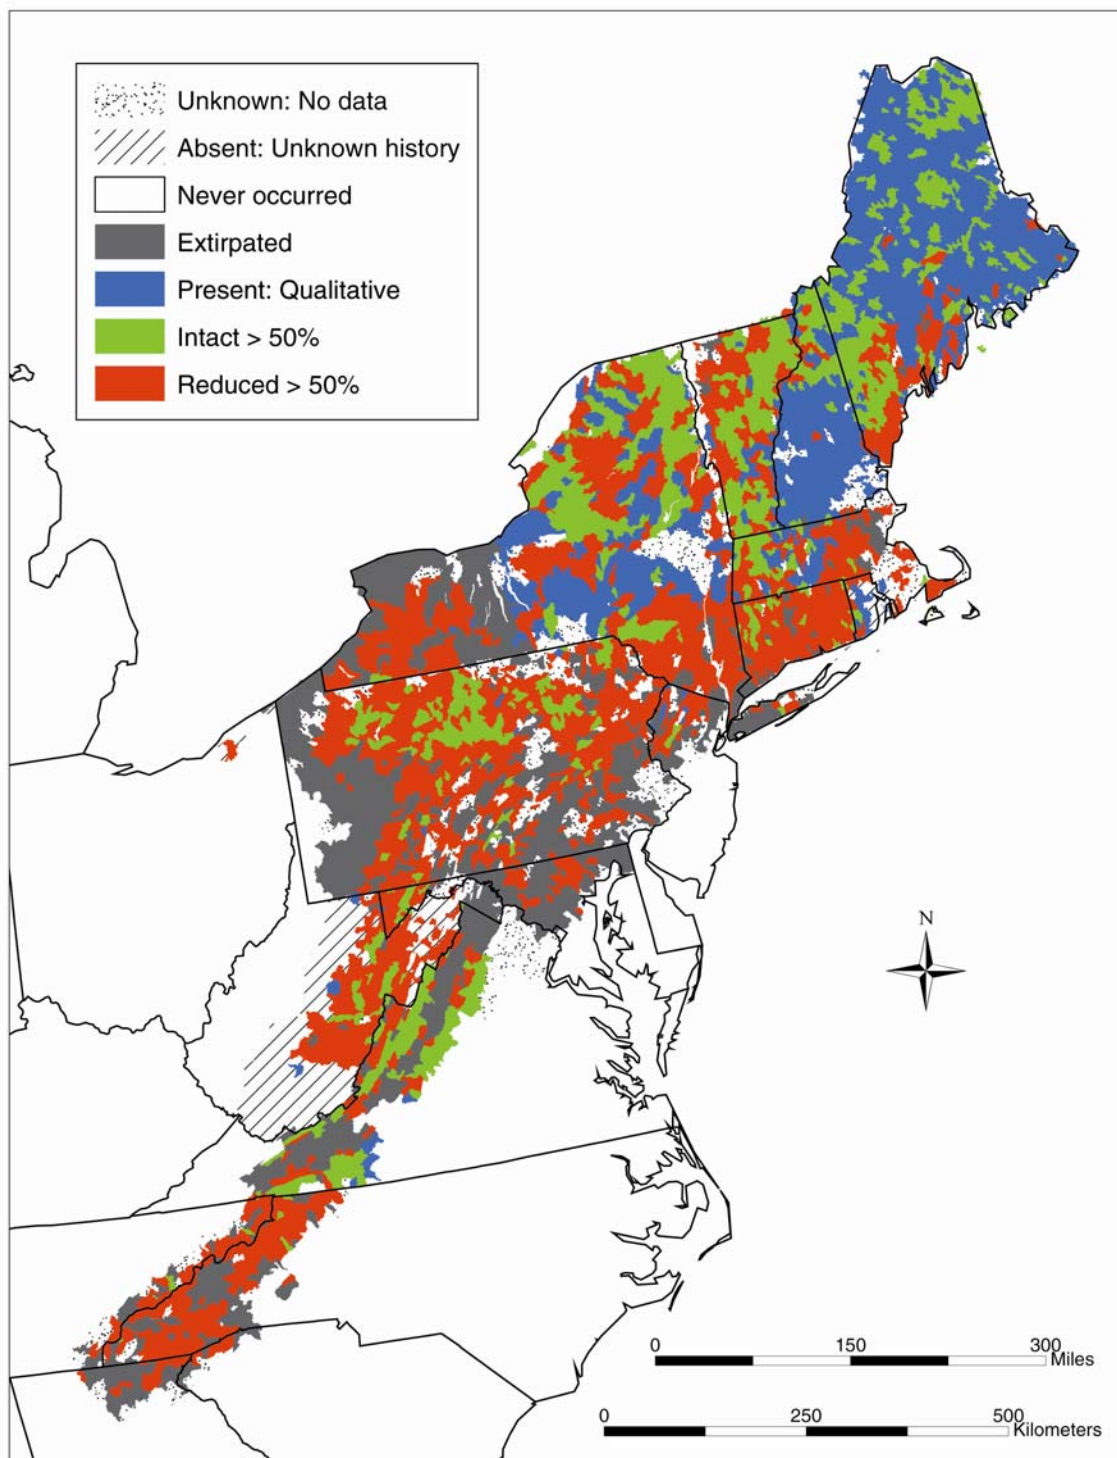 Unknown: No data
Absent: Unknown history
Never occurred
Extirpated
Present: Qualitative
Intact > 50%
Reduced > 50%
N
0 150 300
Miles
0 250 500
Kilometers